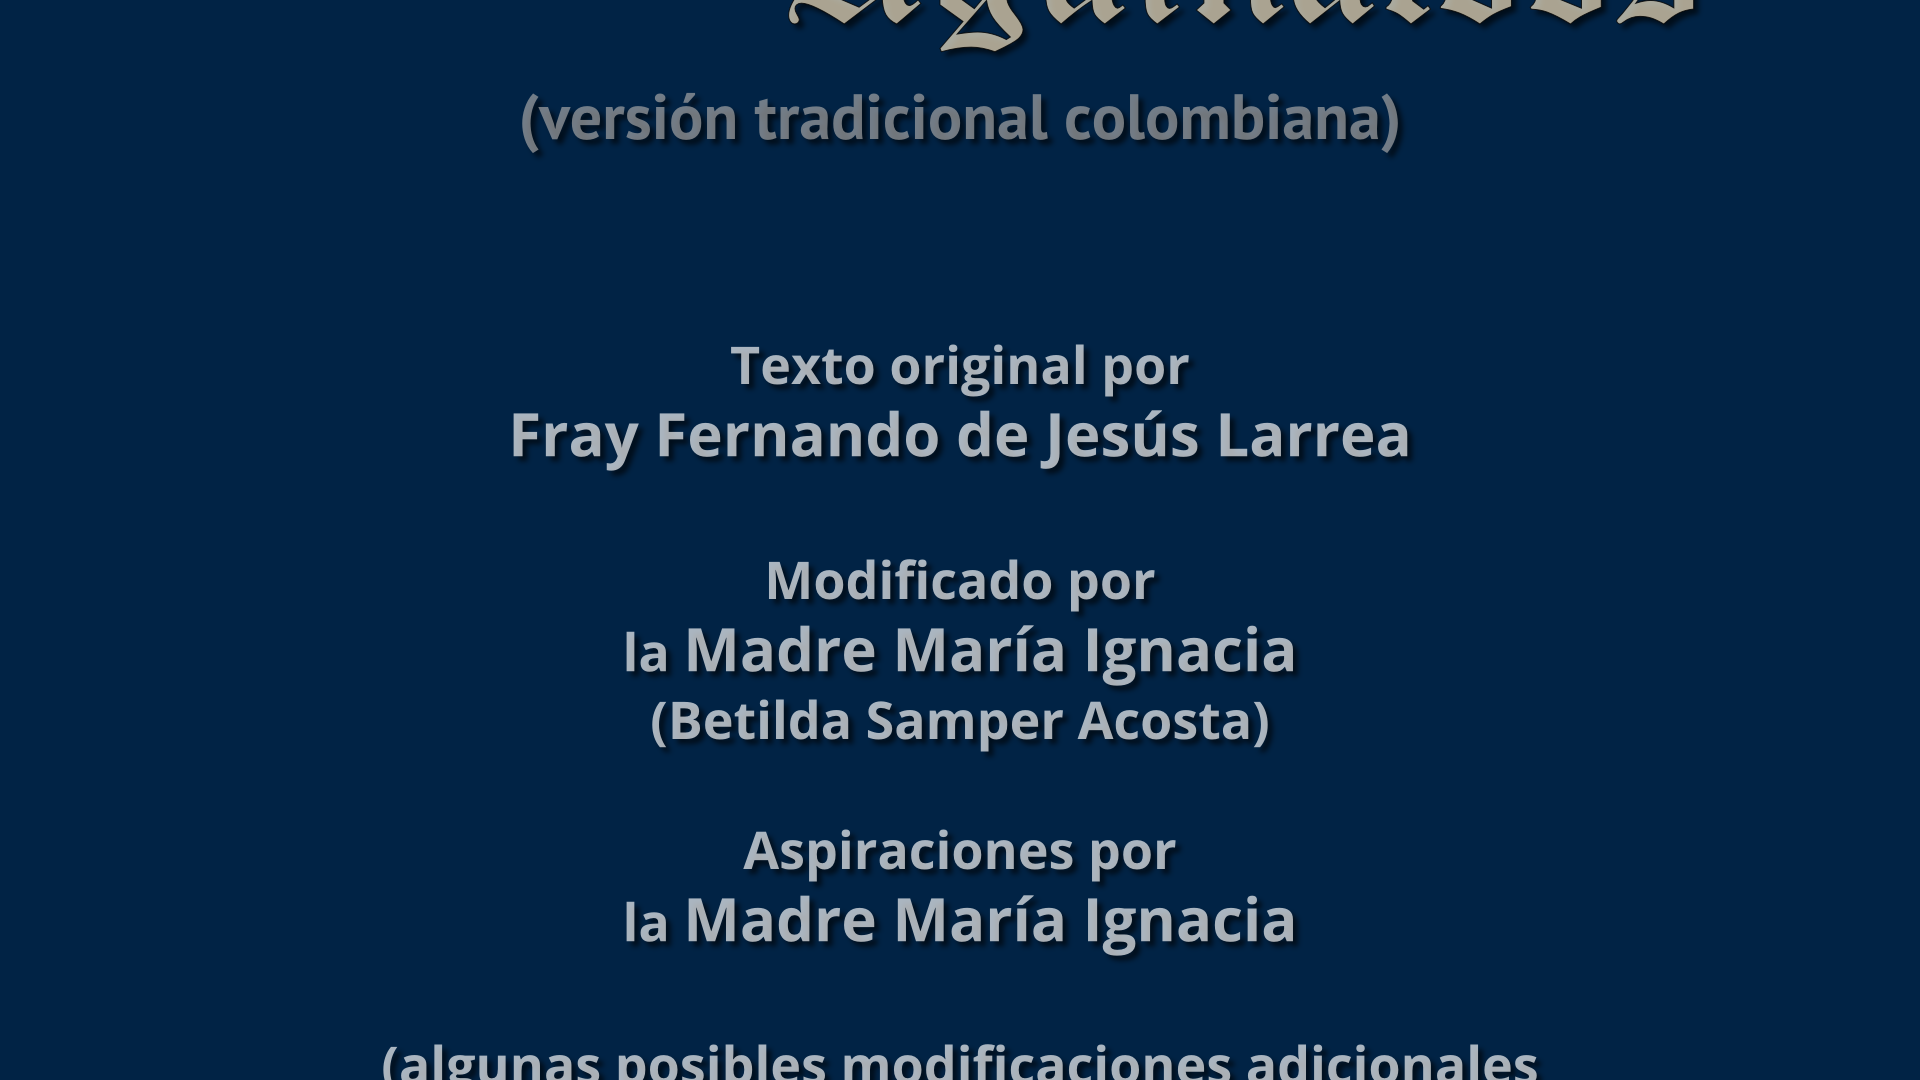 (versión tradicional colombiana)
Texto original por
Fray Fernando de Jesús Larrea
Modificado por
la Madre María Ignacia
(Betilda Samper Acosta)
Aspiraciones por
la Madre María Ignacia
(algunas posibles modificaciones adicionales